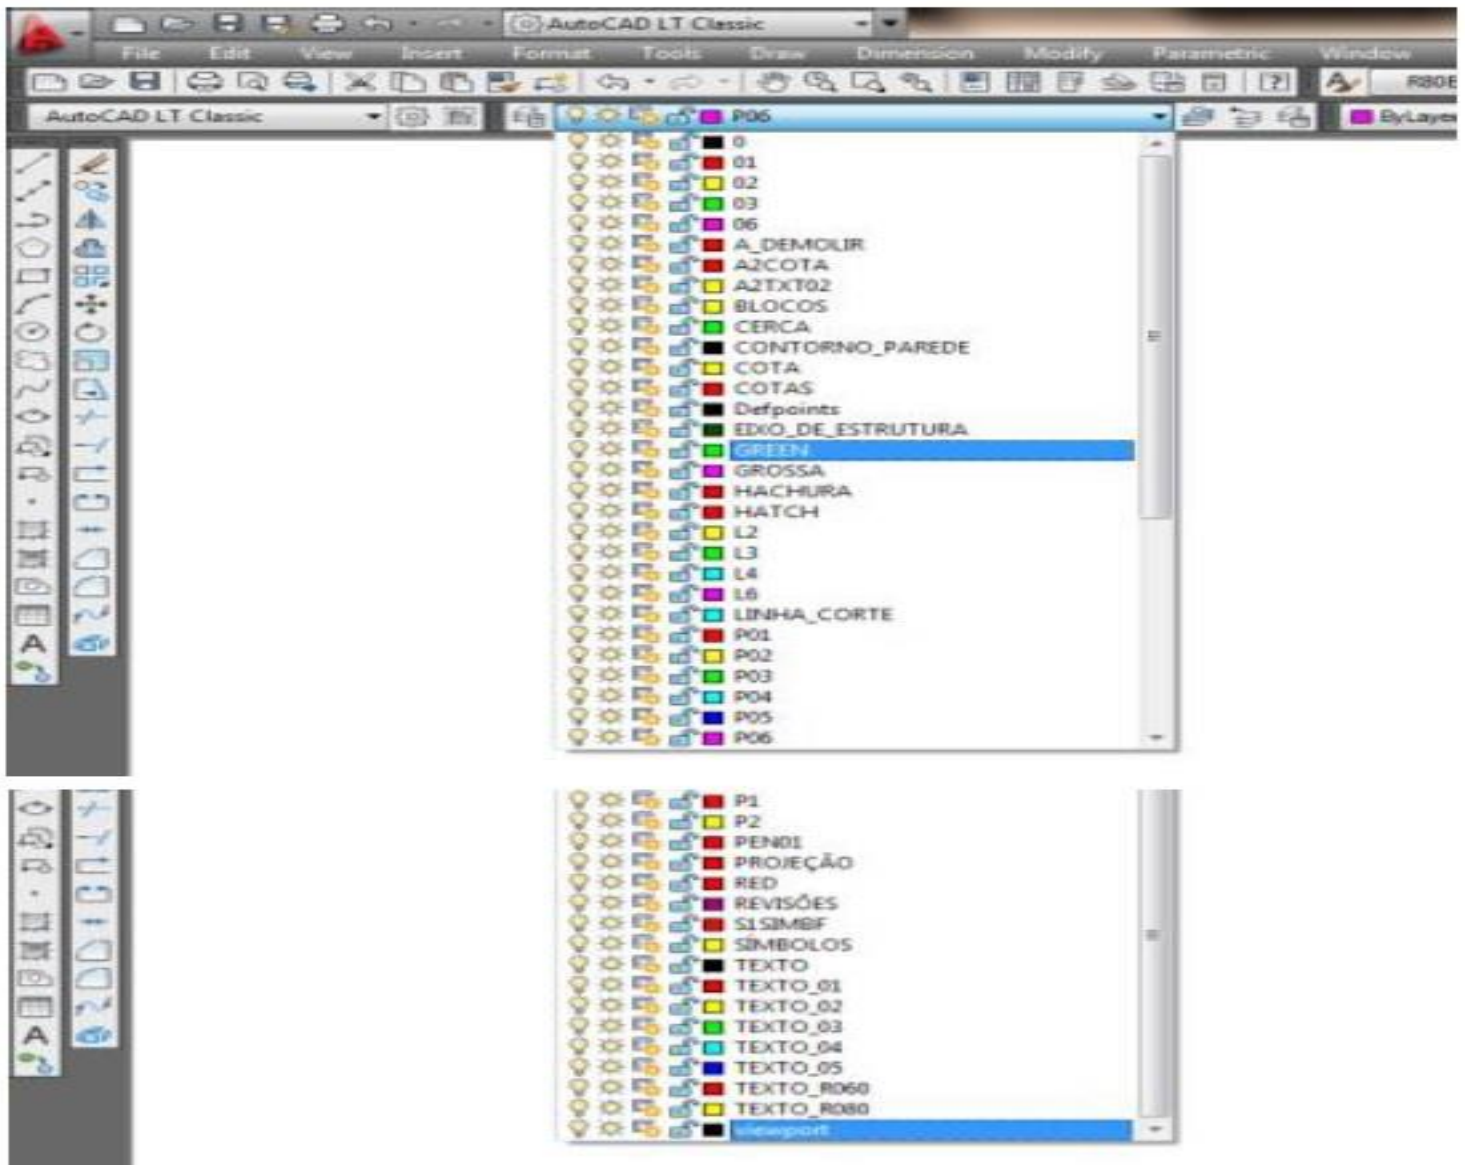 AutoCAD LT Classic
File Edit View Insert Format Tools Draw Dimension Modify Parametric Window
R80E
AutoCAD LT Classic P06 ByLayer
0
01
02
03
06
A_DEMOLIR
A2COTA
A2TXT02
BLOCOS
CERCA
CONTORNO_PAREDE
COTA
COTAS
Defpoints
EIXO_DE_ESTRUTURA
GREEN
GROSSA
HACHURA
HATCH
L2
L3
L4
L6
LINHA_CORTE
P01
P02
P03
P04
P05
P06
P1
P2
PEN01
PROJEÇÃO
RED
REVISÕES
S1SIMBF
SÍMBOLOS
TEXTO
TEXTO_01
TEXTO_02
TEXTO_03
TEXTO_04
TEXTO_05
TEXTO_R060
TEXTO_R080
viewport